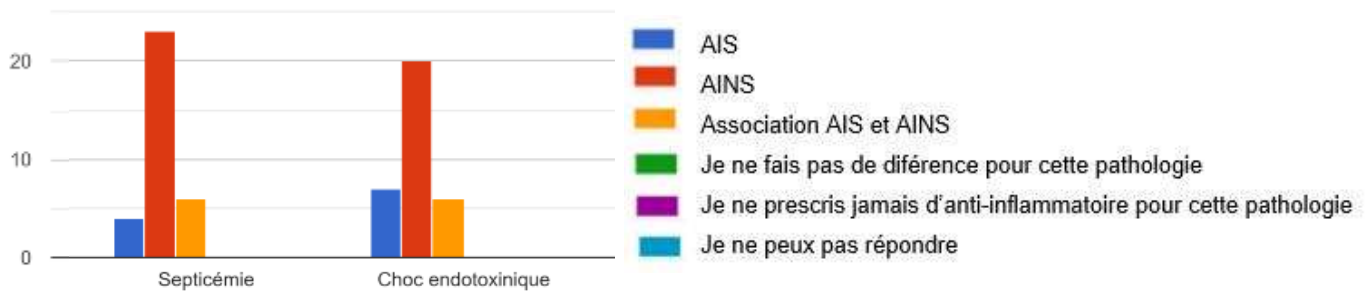 20
10
0
Septicémie
Choc endotoxinique
AIS
AINS
Association AIS et AINS
Je ne fais pas de diférence pour cette pathologie
Je ne prescris jamais d'anti-inflammatoire pour cette pathologie
Je ne peux pas répondre